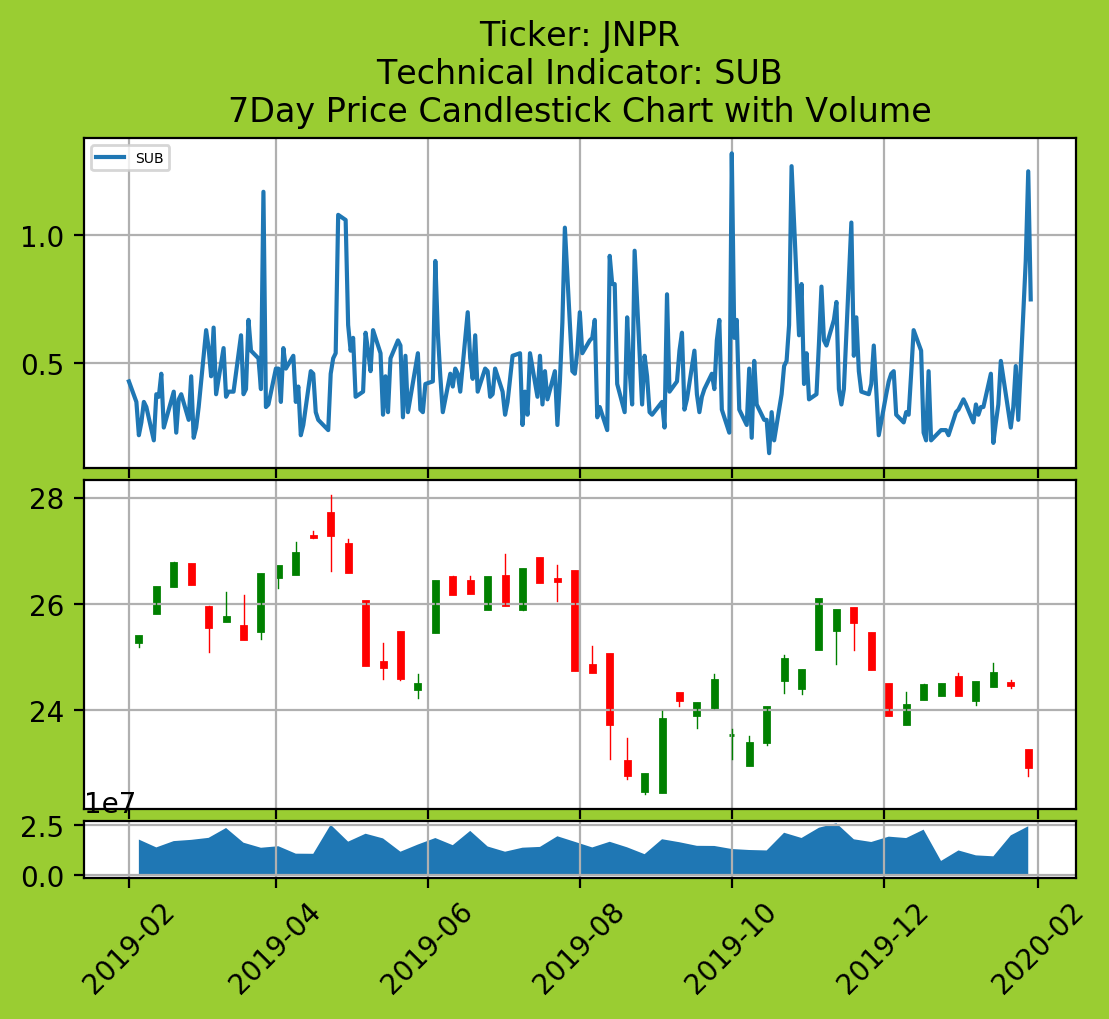 Ticker: JNPR
Technical Indicator: SUB
7Day Price Candlestick Chart with Volume
SUB
1.0
0.5
28
26
24
1e7
2.5
0.0
2019-02
2019-04
2019-06
2019-08
2019-10
2019-12
2020-02